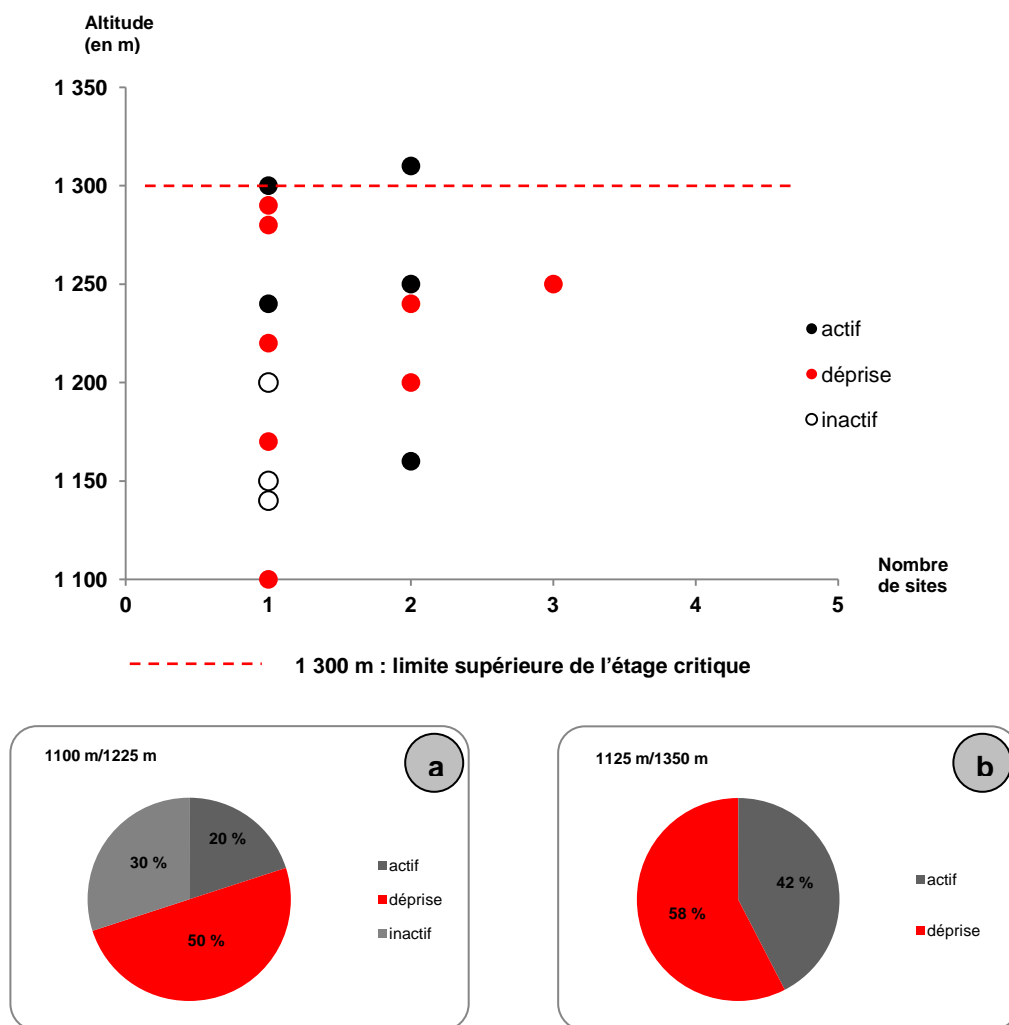 Altitude
(en m)
1 350
1 300
1 250
1 200
1 150
1 100
0 1 2 3 4 5
Nombre
de sites
actif
déprise
inactif
1 300 m : limite supérieure de l’étage critique
1100 m/1225 m
a
20 %
30 %
50 %
actif
déprise
inactif
1125 m/1350 m
b
42 %
58 %
actif
déprise